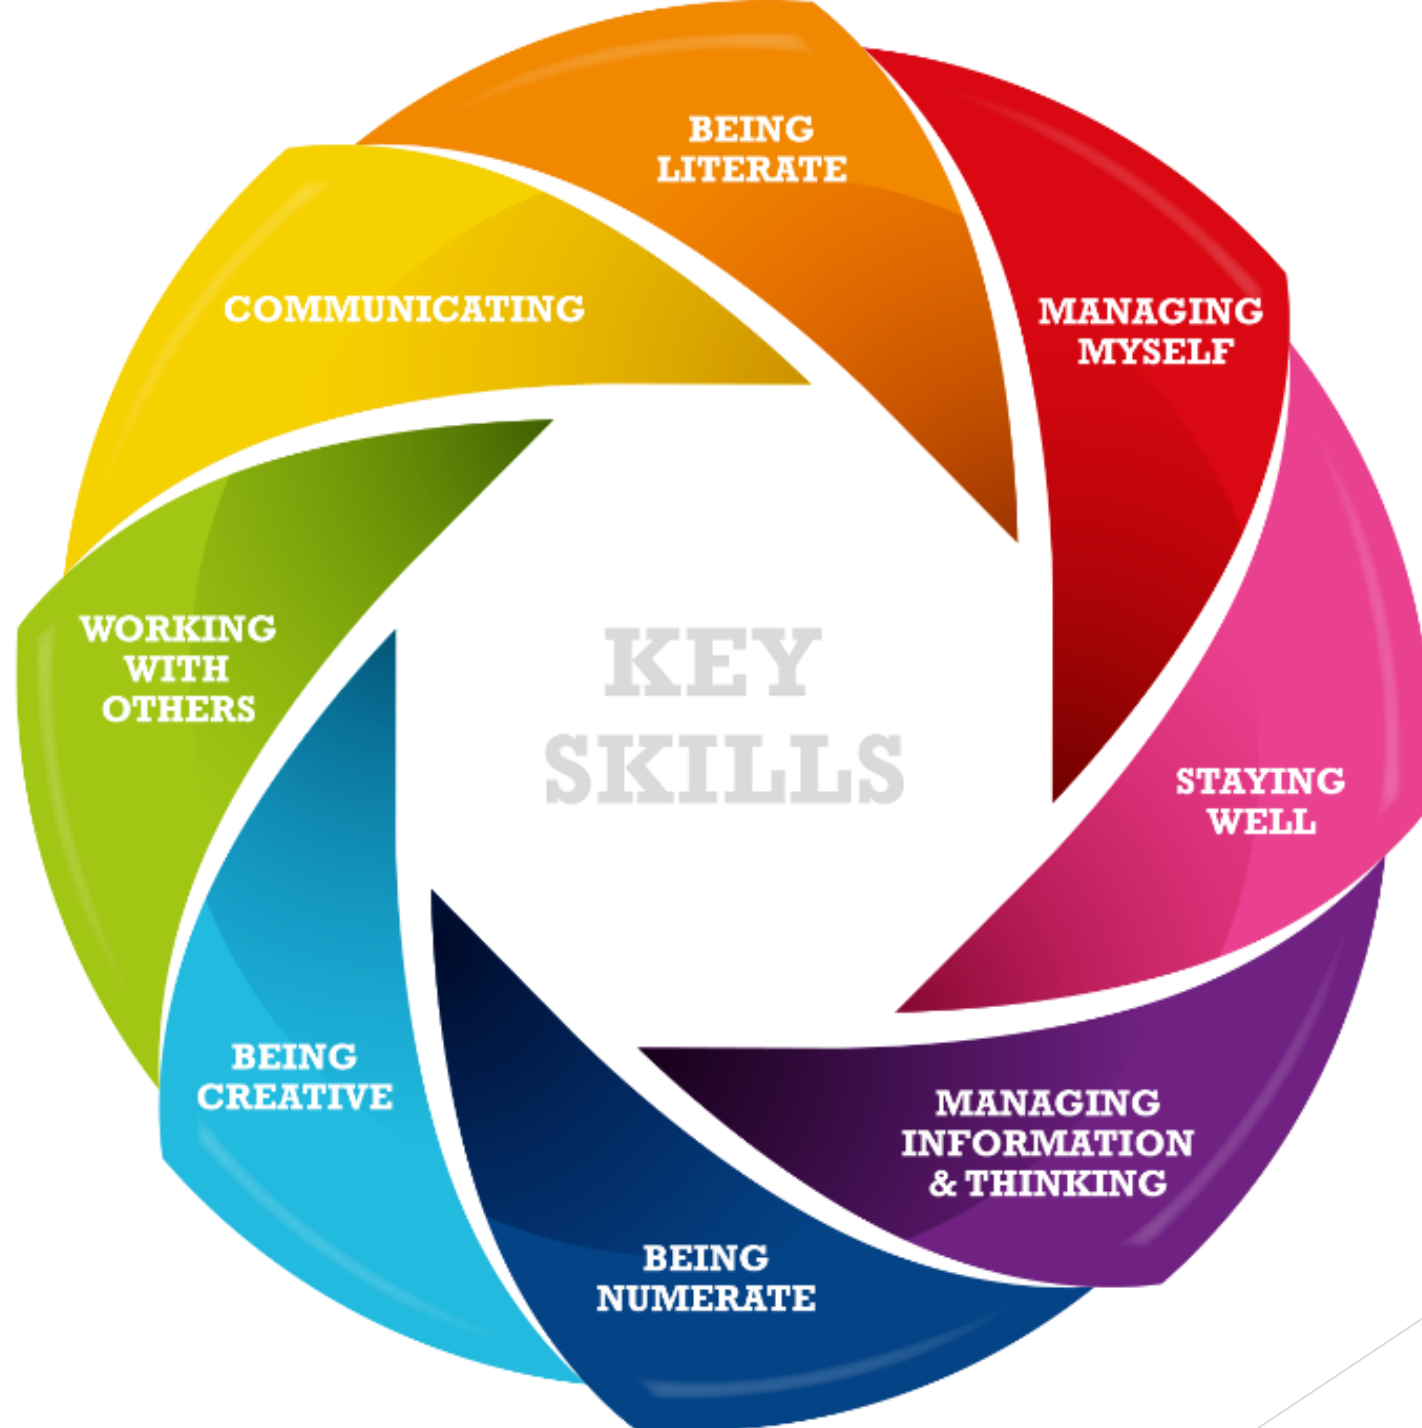 BEING
LITERATE
MANAGING
MYSELF
STAYING
WELL
MANAGING
INFORMATION
& THINKING
BEING
NUMERATE
BEING
CREATIVE
WORKING
WITH
OTHERS
COMMUNICATING
KEY
SKILLS